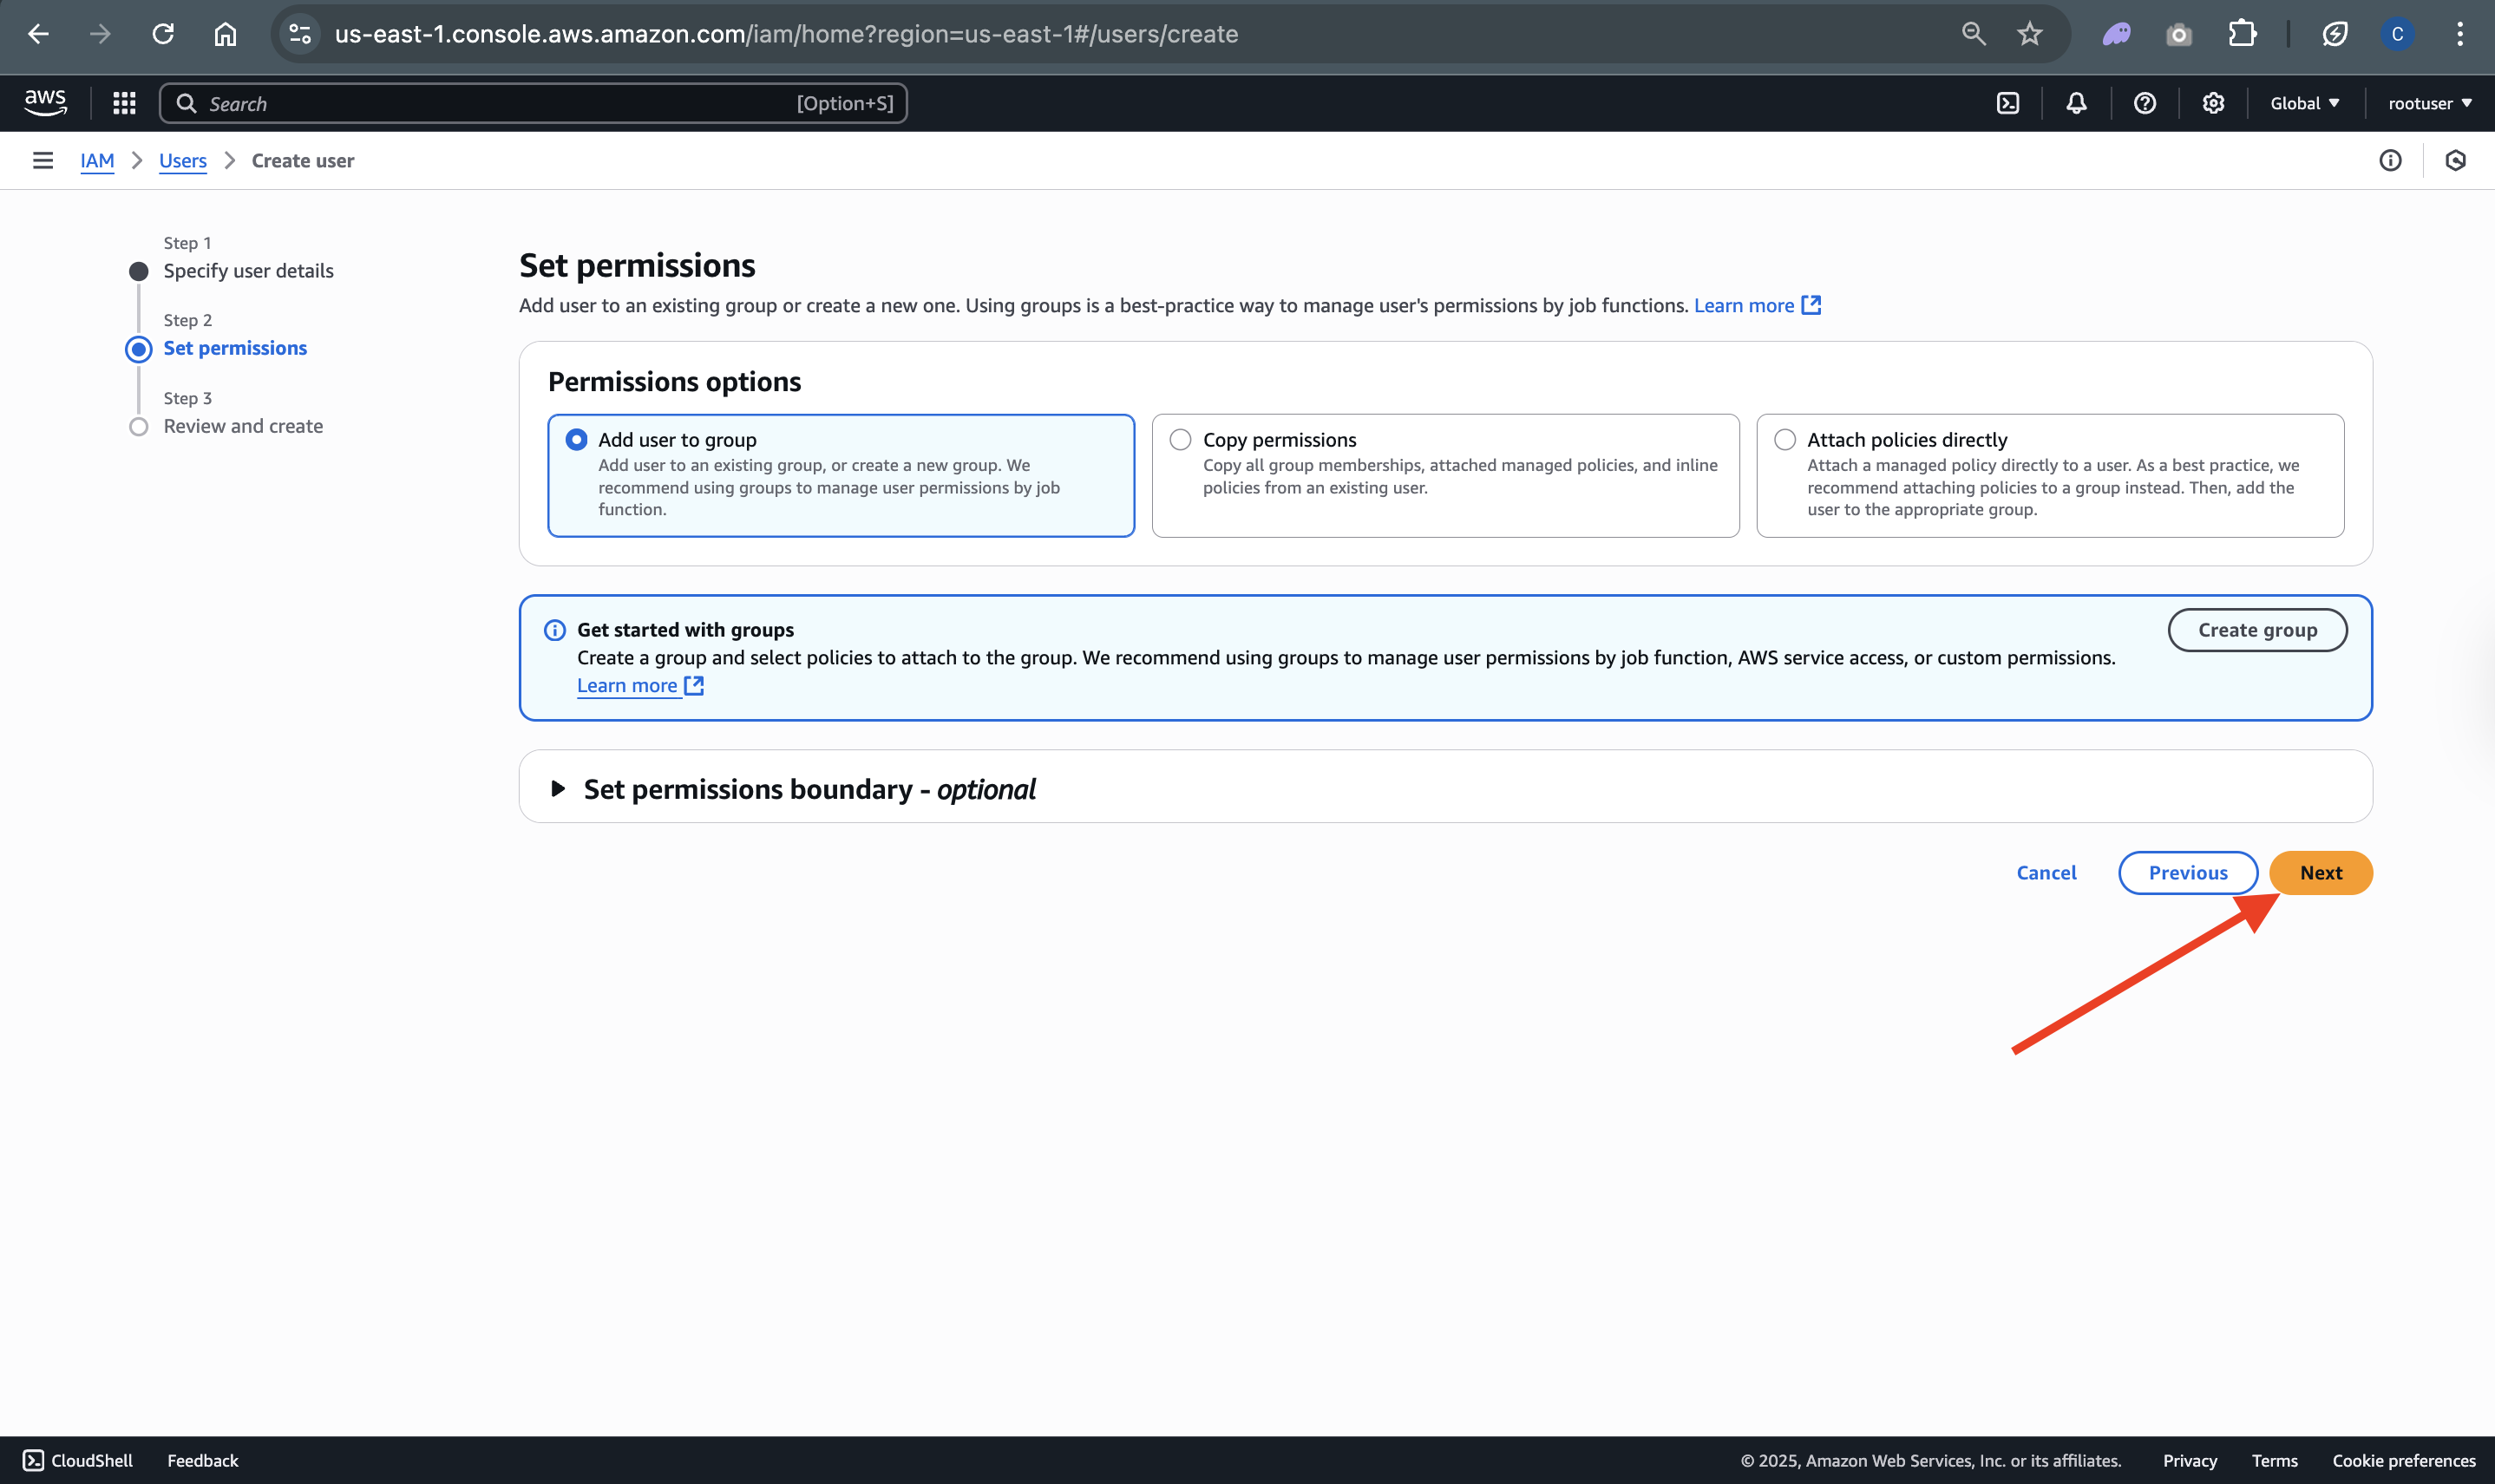 us-east-1.console.aws.amazon.com/iam/home?region=us-east-1#/users/create
C
aws
Search
[Option+S]
Global
rootuser
IAM
Users
Create user
Step 1
Specify user details
Step 2
Set permissions
Step 3
Review and create
Set permissions
Add user to an existing group or create a new one. Using groups is a best-practice way to manage user's permissions by job functions. Learn more
Permissions options
Add user to group
Add user to an existing group, or create a new group. We
recommend using groups to manage user permissions by job
function.
Copy permissions
Copy all group memberships, attached managed policies, and inline
policies from an existing user.
Attach policies directly
Attach a managed policy directly to a user. As a best practice, we
recommend attaching policies to a group instead. Then, add the
user to the appropriate group.
Get started with groups
Create a group and select policies to attach to the group. We recommend using groups to manage user permissions by job function, AWS service access, or custom permissions.
Learn more
Create group
Set permissions boundary - optional
Cancel
Previous
Next
CloudShell
Feedback
© 2025, Amazon Web Services, Inc. or its affiliates.
Privacy
Terms
Cookie preferences